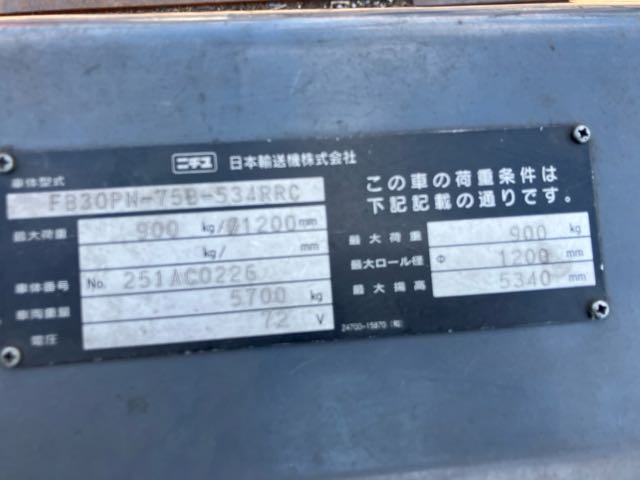 ニチユ 日本輸送機株式会社
車体型式
FB30PW-75B-534RRC
最大荷重 900 kg/ φ1200 mm
kg/ mm
車体番号 No. 251AC0226
車両重量 5700 kg
電圧 72 V
この車の荷重条件は
下記記載の通りです。
最大荷重 900 kg
最大ロール径 Φ 1200 mm
最大揚高 5340 mm
24700-15870 (和)